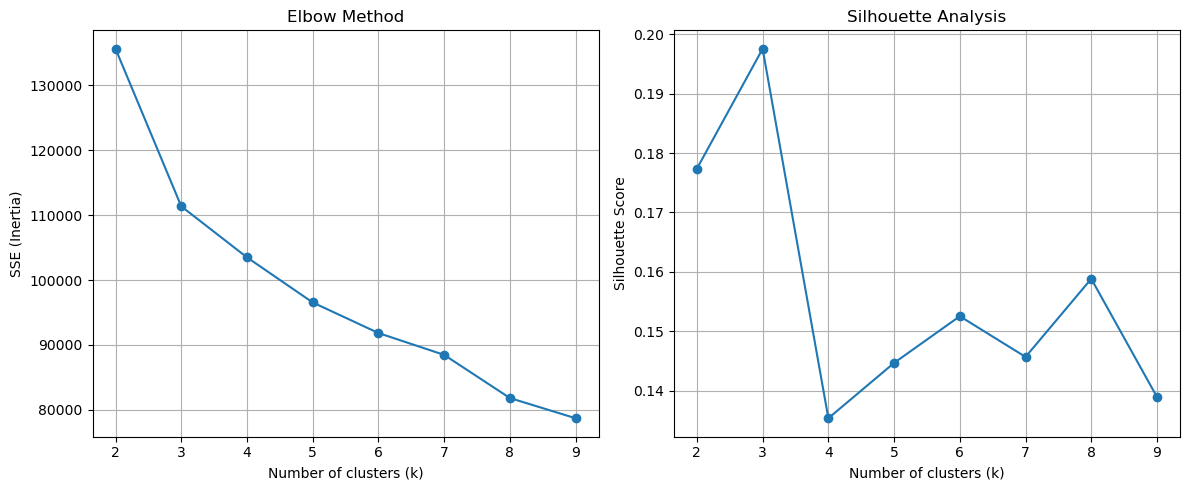 Elbow Method
130000
120000
110000
100000
90000
80000
SSE (Inertia)
2 3 4 5 6 7 8 9
Number of clusters (k)
Silhouette Analysis
0.20
0.19
0.18
0.17
0.16
0.15
0.14
Silhouette Score
2 3 4 5 6 7 8 9
Number of clusters (k)